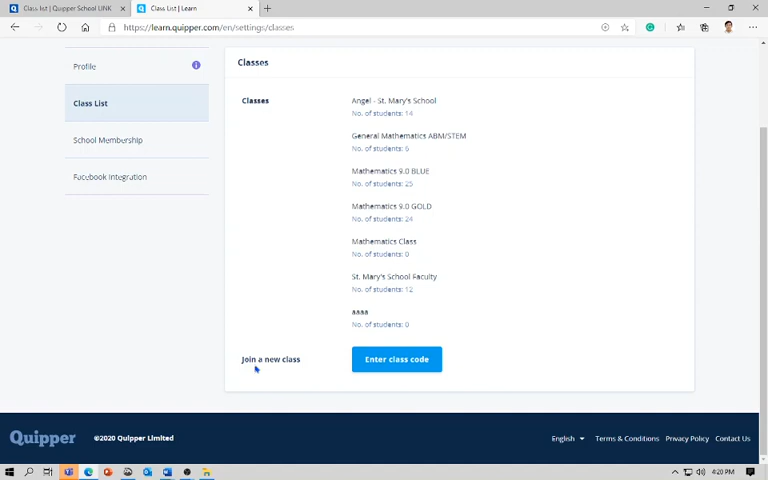 Class list | Quipper School LINK
Class List | Learn
https://learn.quipper.com/en/settings/classes
Profile
Classes
Class List
Classes
Angel - St. Mary's School
No. of students: 14
General Mathematics ABM/STEM
No. of students: 6
School Membership
Mathematics 9.0 BLUE
No. of students: 25
Facebook Integration
Mathematics 9.0 GOLD
No. of students: 24
Mathematics Class
No. of students: 0
St. Mary's School Faculty
No. of students: 12
aaaa
No. of students: 0
Join a new class
Enter class code
Quipper
©2020 Quipper Limited
English
Terms & Conditions
Privacy Policy
Contact Us
4:20 PM